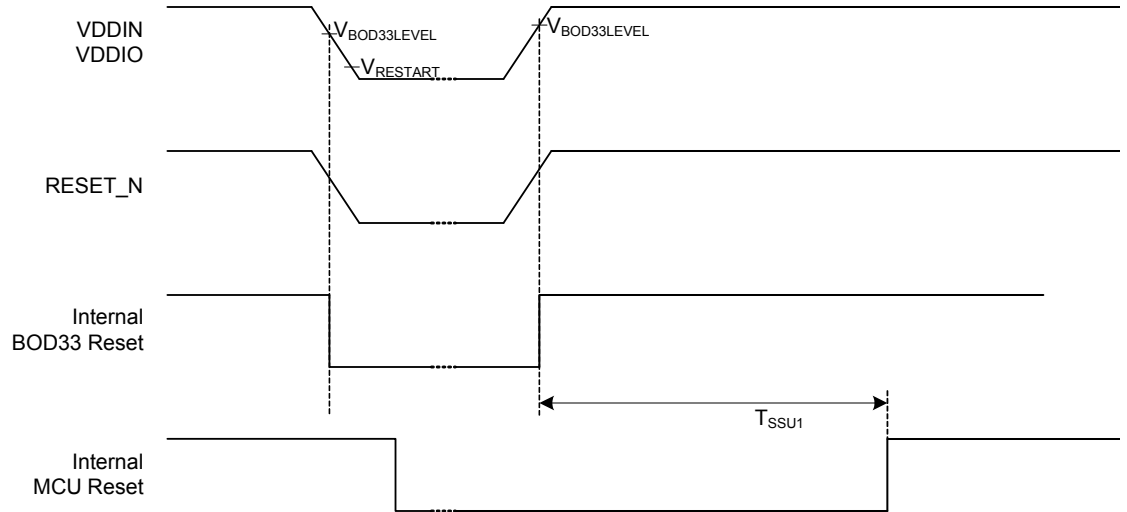 VDDIN
VDDIO
VBOD33LEVEL
VBOD33LEVEL
VRESTART
RESET_N
Internal
BOD33 Reset
TSSU1
Internal
MCU Reset